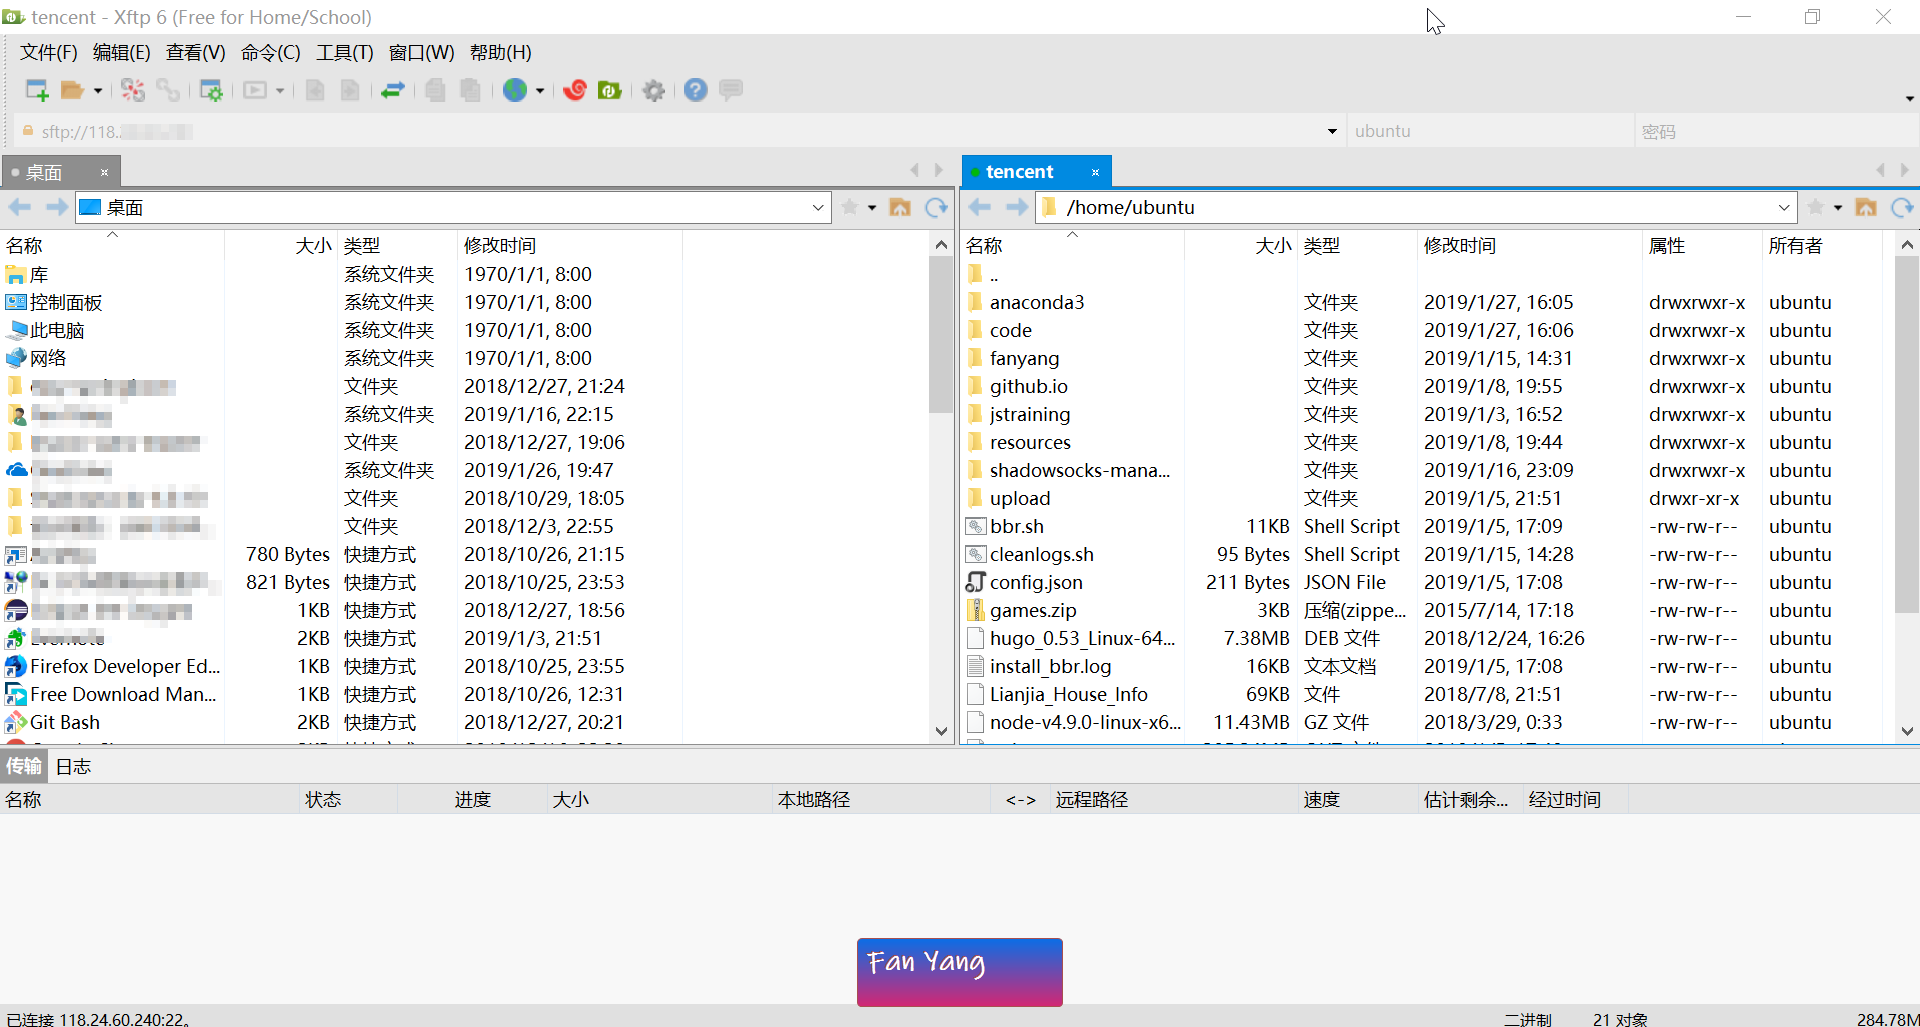 tencent - Xftp 6 (Free for Home/School)
文件(F) 编辑(E) 查看(V) 命令(C) 工具(T) 窗口(W) 帮助(H)
sftp://118. ubuntu 密码
桌面 tencent
桌面 /home/ubuntu
名称 大小 类型 修改时间
库 系统文件夹 1970/1/1, 8:00
控制面板 系统文件夹 1970/1/1, 8:00
此电脑 系统文件夹 1970/1/1, 8:00
网络 系统文件夹 1970/1/1, 8:00
文件夹 2018/12/27, 21:24
系统文件夹 2019/1/16, 22:15
文件夹 2018/12/27, 19:06
系统文件夹 2019/1/26, 19:47
文件夹 2018/10/29, 18:05
文件夹 2018/12/3, 22:55
780 Bytes 快捷方式 2018/10/26, 21:15
821 Bytes 快捷方式 2018/10/25, 23:53
1KB 快捷方式 2018/12/27, 18:56
2KB 快捷方式 2019/1/3, 21:51
Firefox Developer Ed... 1KB 快捷方式 2018/10/25, 23:55
Free Download Man... 1KB 快捷方式 2018/10/26, 12:31
Git Bash 2KB 快捷方式 2018/12/27, 20:21
名称 大小 类型 修改时间 属性 所有者
..
anaconda3 文件夹 2019/1/27, 16:05 drwxrwxr-x ubuntu
code 文件夹 2019/1/27, 16:06 drwxrwxr-x ubuntu
fanyang 文件夹 2019/1/15, 14:31 drwxrwxr-x ubuntu
github.io 文件夹 2019/1/8, 19:55 drwxrwxr-x ubuntu
jstraining 文件夹 2019/1/3, 16:52 drwxrwxr-x ubuntu
resources 文件夹 2019/1/8, 19:44 drwxrwxr-x ubuntu
shadowsocks-mana... 文件夹 2019/1/16, 23:09 drwxrwxr-x ubuntu
upload 文件夹 2019/1/5, 21:51 drwxr-xr-x ubuntu
bbr.sh 11KB Shell Script 2019/1/5, 17:09 -rw-rw-r-- ubuntu
cleanlogs.sh 95 Bytes Shell Script 2019/1/15, 14:28 -rw-rw-r-- ubuntu
config.json 211 Bytes JSON File 2019/1/5, 17:08 -rw-rw-r-- ubuntu
games.zip 3KB 压缩(zippe... 2015/7/14, 17:18 -rw-rw-r-- ubuntu
hugo_0.53_Linux-64... 7.38MB DEB 文件 2018/12/24, 16:26 -rw-rw-r-- ubuntu
install_bbr.log 16KB 文本文档 2019/1/5, 17:08 -rw-rw-r-- ubuntu
Lianjia_House_Info 69KB 文件 2018/7/8, 21:51 -rw-rw-r-- ubuntu
node-v4.9.0-linux-x6... 11.43MB GZ 文件 2018/3/29, 0:33 -rw-rw-r-- ubuntu
传输 日志
名称 状态 进度 大小 本地路径 <-> 远程路径 速度 估计剩余... 经过时间
Fan Yang
已连接 118.24.60.240:22。 二进制 21 对象 284.78M